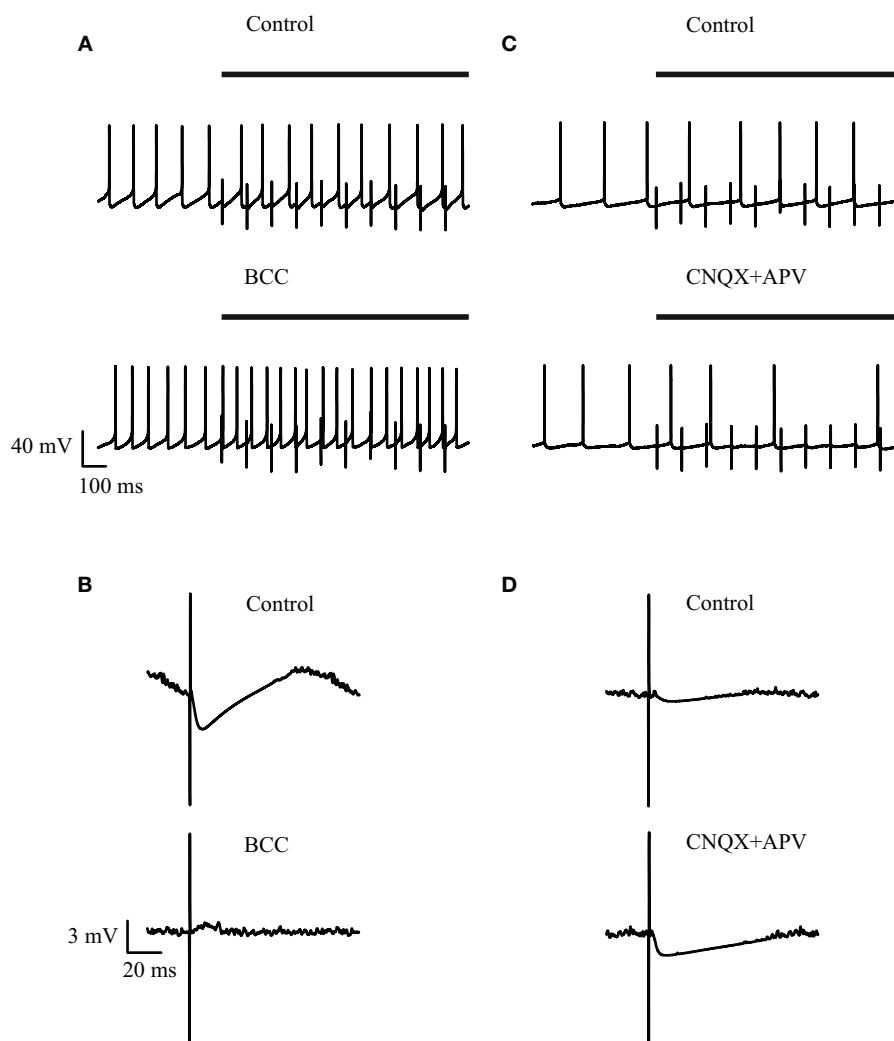 A
Control
C
Control
BCC
CNQX+APV
40 mV
100 ms
B
Control
D
Control
BCC
CNQX+APV
3 mV
20 ms